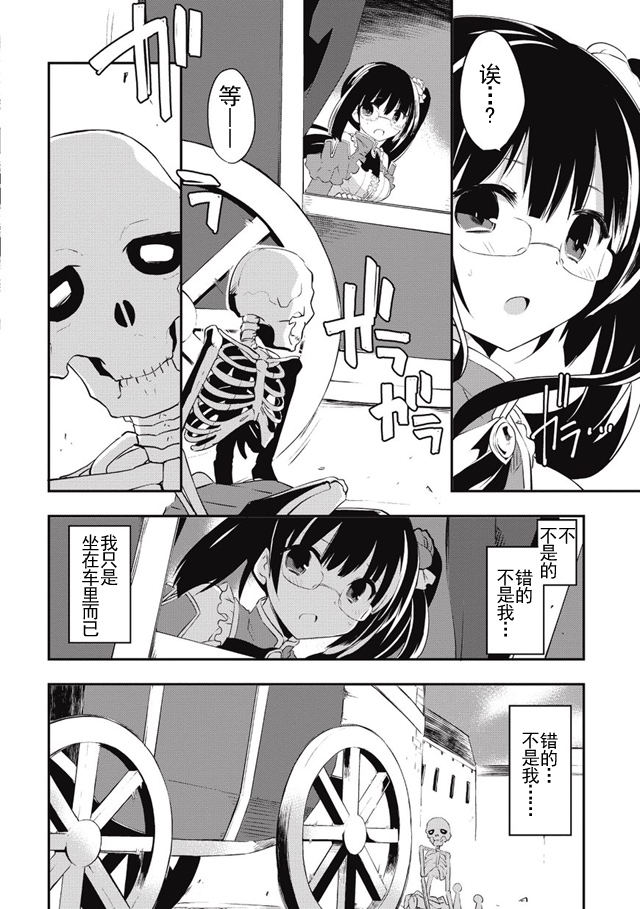 诶…?
ガラ…
ガラガラ
等——
ガラガラ
不
不是的
错的
不是我…
我只是
坐在车里而已
错的…
不是我……